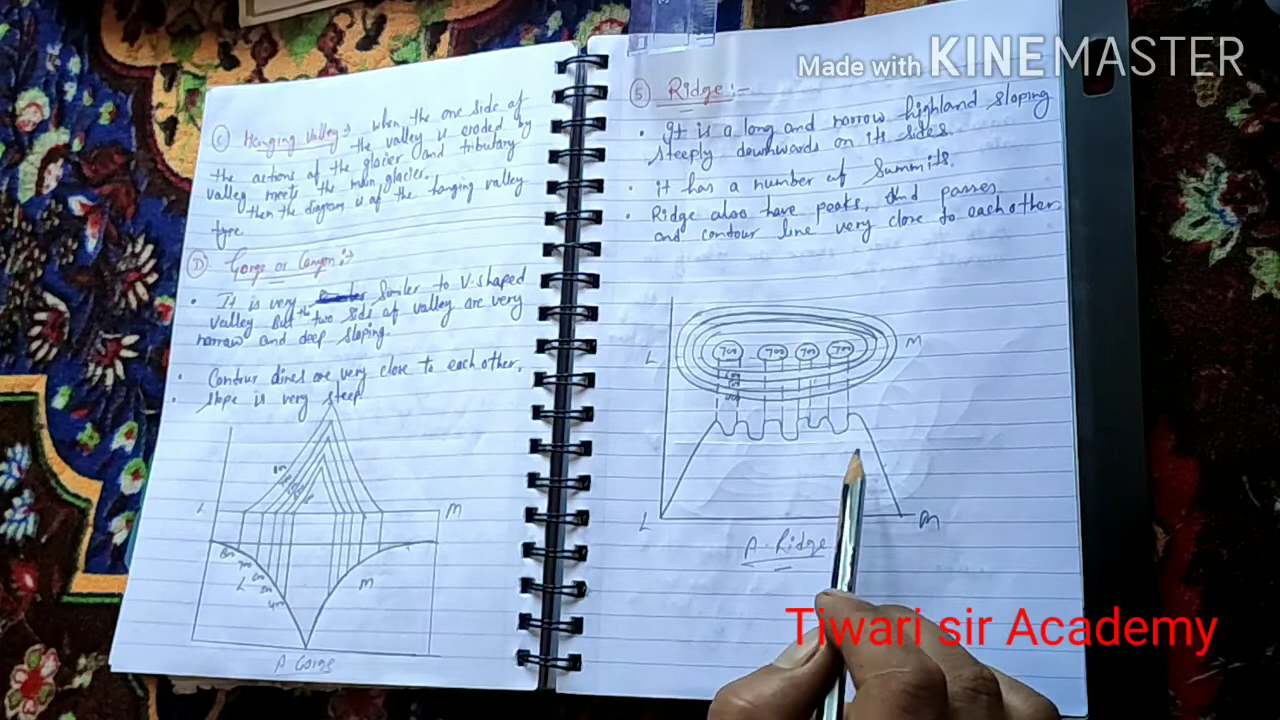 Made with KINEMASTER
C) Hanging Valley:- When the one side of
the valley is eroded by
the actions of the glacier and tributary
valley meets the main glacier.
then the diagram is of the hanging valley
type.
D) Gorge or Canyon:-
• It is very similer to V-shaped
valley But the two side of valley are very
narrow and deep sloping.
• Contour lines are very close to each other.
• Slope is very steep
L M
L M
A Gorge
5) Ridge :-
• It is a long and narrow highland sloping
steeply downwards on its sides.
• it has a number of Summits.
• Ridge also have peaks, And passes
and contour line very close to each other
L 700 700 700 700 M
L M
A Ridge
Tiwari sir Academy